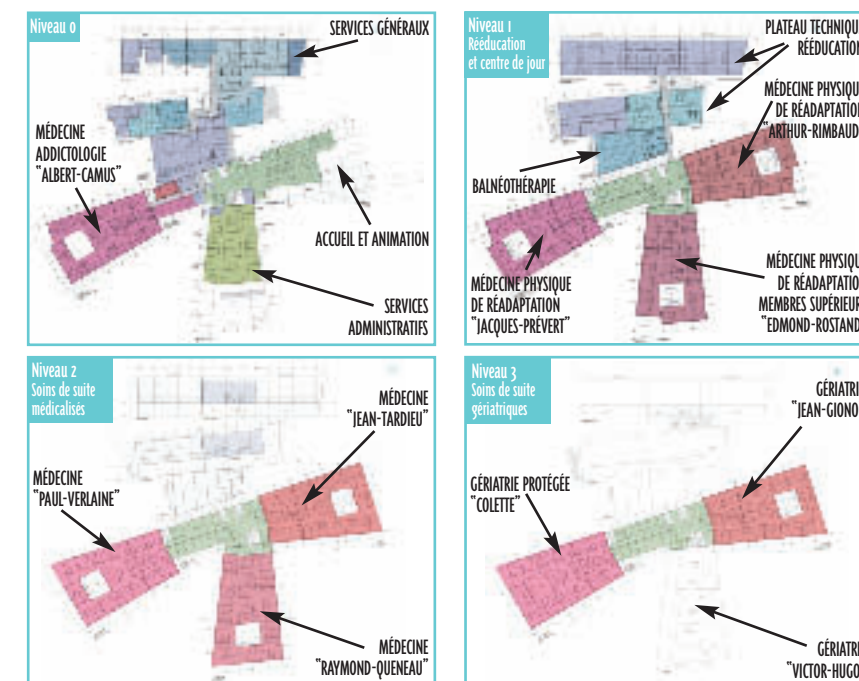 Niveau 0
SERVICES GÉNÉRAUX
MÉDECINE
ADDICTOLOGIE
"ALBERT-CAMUS"
ACCUEIL ET ANIMATION
SERVICES
ADMINISTRATIFS
Niveau 1
Rééducation
et centre de jour
PLATEAU TECHNIQU
RÉÉDUCATION
MÉDECINE PHYSIQU
DE RÉADAPTATION
"ARTHUR-RIMBAUD
BALNÉOTHÉRAPIE
MÉDECINE PHYSIQUE
DE RÉADAPTATION
"JACQUES-PRÉVERT"
MÉDECINE PHYSIQU
DE RÉADAPTATIO
MEMBRES SUPÉRIEUR
"EDMOND-ROSTAND
Niveau 2
Soins de suite
médicalisés
MÉDECINE
"JEAN-TARDIEU"
MÉDECINE
"PAUL-VERLAINE"
MÉDECINE
"RAYMOND-QUENEAU"
Niveau 3
Soins de suite
gériatriques
GÉRIATRI
"JEAN-GIONO
GÉRIATRIE PROTÉGÉE
"COLETTE"
GÉRIATRI
"VICTOR-HUGO